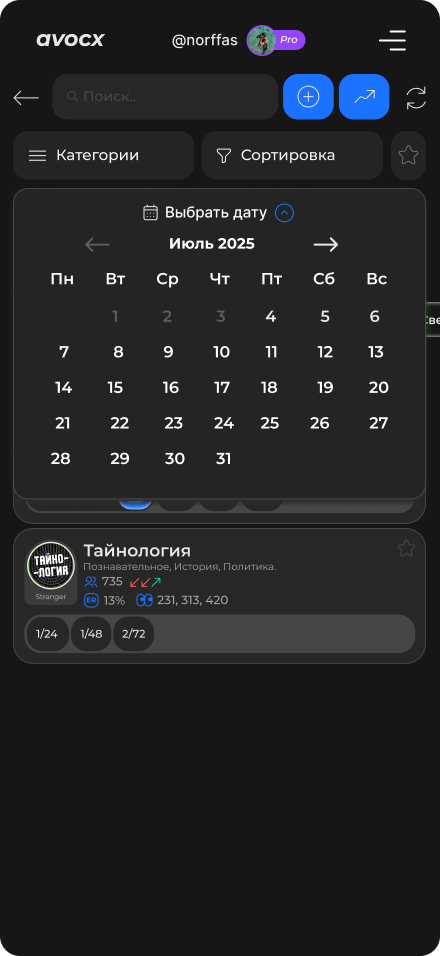 avocx
@norffas Pro
Поиск..
Категории
Сортировка
Выбрать дату
Июль 2025
Пн Вт Ср Чт Пт Сб Вс
1 2 3 4 5 6
7 8 9 10 11 12 13
14 15 16 17 18 19 20
21 22 23 24 25 26 27
28 29 30 31
ТАЙНО-
-ЛОГИЯ
Stranger
Тайнология
Познавательное, История, Политика.
735
ER 13% 231, 313, 420
1/24 1/48 2/72